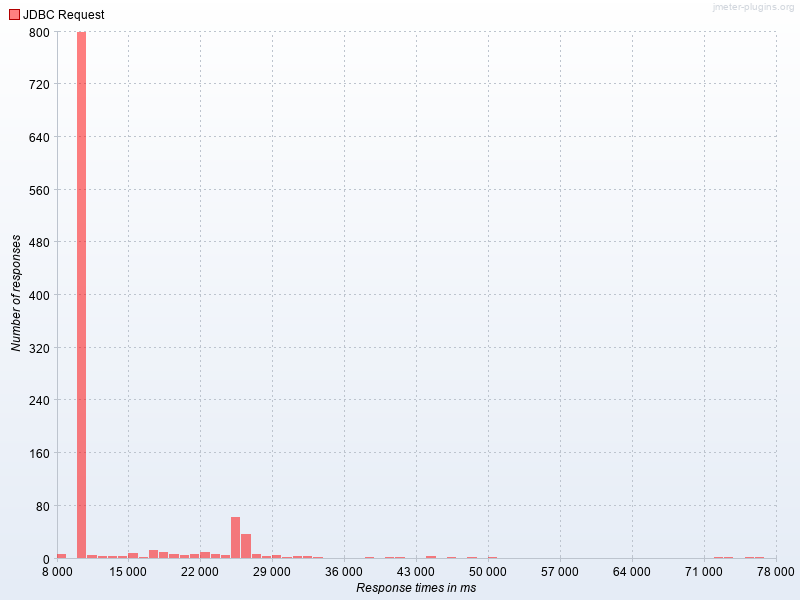 jmeter-plugins.org
JDBC Request
800
720
640
560
480
400
320
240
160
80
0
Number of responses
8 000 15 000 22 000 29 000 36 000 43 000 50 000 57 000 64 000 71 000 78 000
Response times in ms